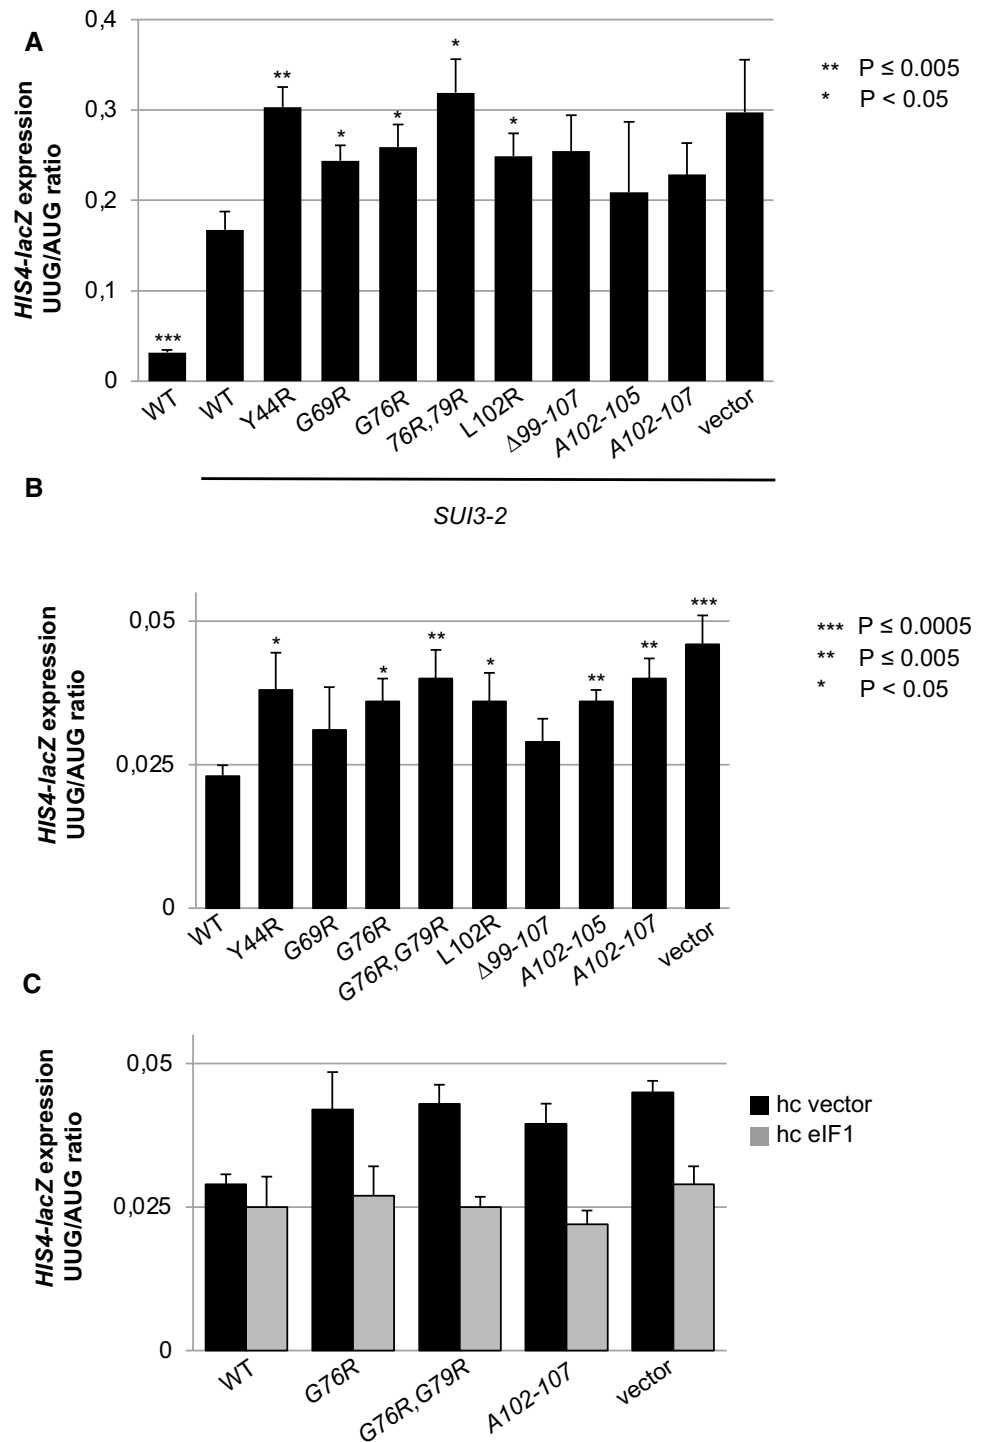 A
HIS4-lacZ expression
UUG/AUG ratio
0,4
0,3
0,2
0,1
0
***
**
*
*
*
*
** P ≤ 0.005
* P < 0.05
WT
WT
Y44R
G69R
G76R
76R,79R
L102R
Δ99-107
A102-105
A102-107
vector
SUI3-2
B
HIS4-lacZ expression
UUG/AUG ratio
0,05
0,025
0
*
*
**
*
**
**
***
*** P ≤ 0.0005
** P ≤ 0.005
* P < 0.05
WT
Y44R
G69R
G76R
G76R,G79R
L102R
Δ99-107
A102-105
A102-107
vector
C
HIS4-lacZ expression
UUG/AUG ratio
0,05
0,025
0
hc vector
hc eIF1
WT
G76R
G76R,G79R
A102-107
vector